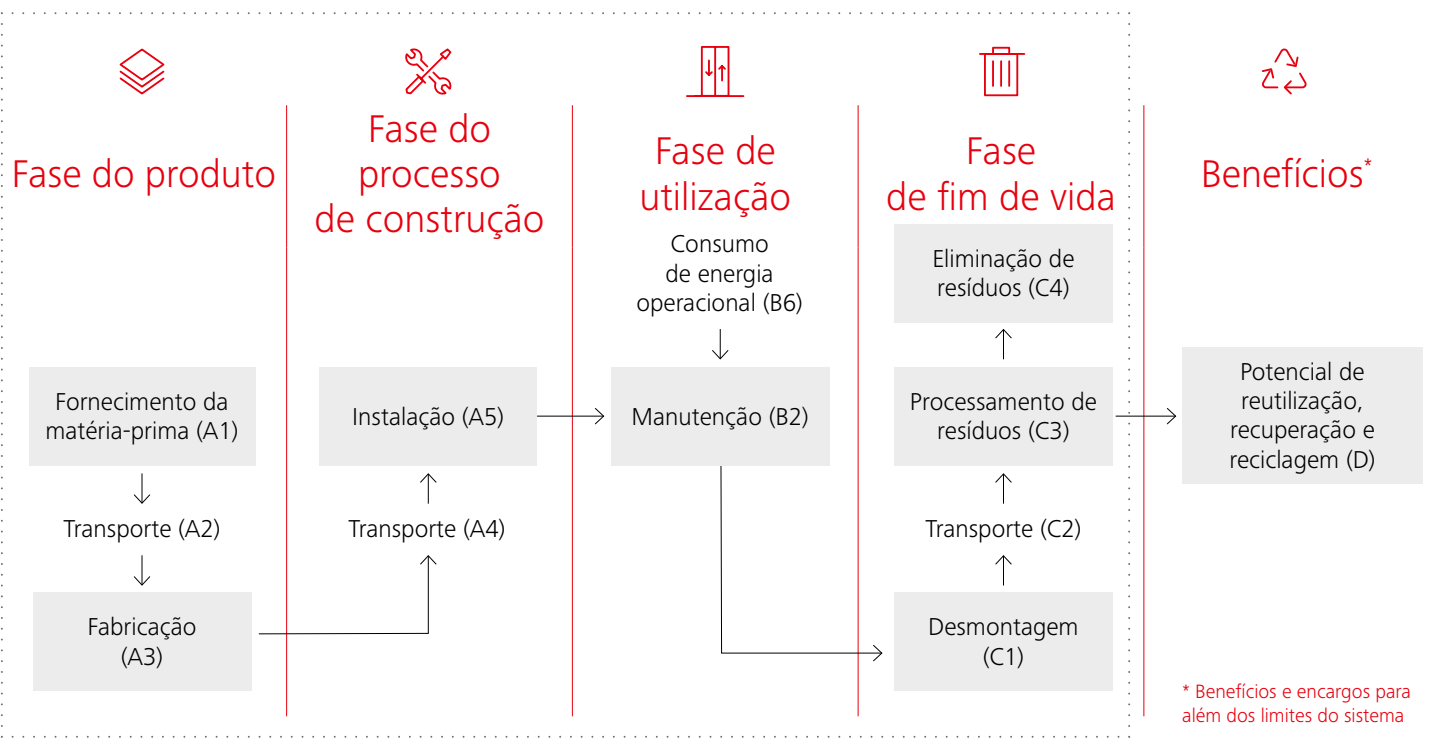 Fase do produto
Fornecimento da
matéria-prima (A1)
Transporte (A2)
Fabricação
(A3)
Fase do
processo
de construção
Instalação (A5)
Transporte (A4)
Fase de
utilização
Consumo
de energia
operacional (B6)
Manutenção (B2)
Fase
de fim de vida
Eliminação de
resíduos (C4)
Processamento de
resíduos (C3)
Transporte (C2)
Desmontagem
(C1)
Benefícios*
Potencial de
reutilização,
recuperação e
reciclagem (D)
* Benefícios e encargos para
além dos limites do sistema